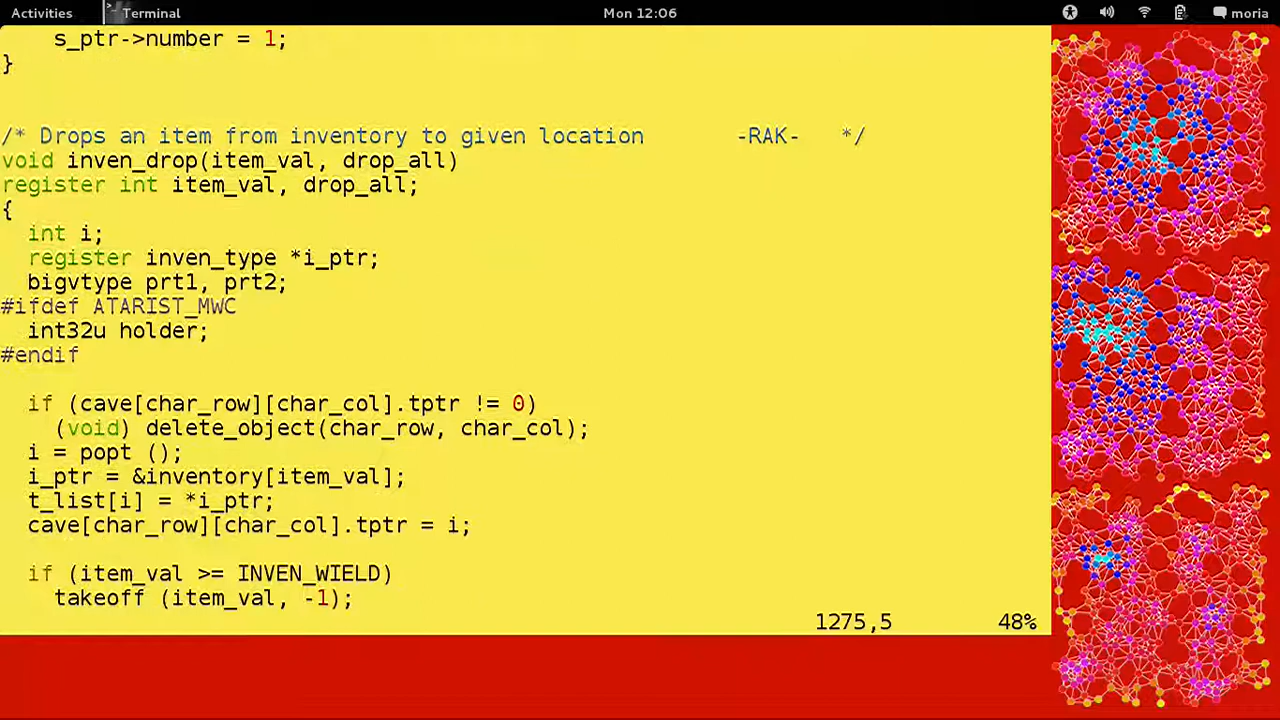 Activities Terminal Mon 12:06 moria
    s_ptr->number = 1;
}
/* Drops an item from inventory to given location       -RAK-   */
void inven_drop(item_val, drop_all)
register int item_val, drop_all;
{
  int i;
  register inven_type *i_ptr;
  bigvtype prt1, prt2;
#ifdef ATARIST_MWC
  int32u holder;
#endif
  if (cave[char_row][char_col].tptr != 0)
    (void) delete_object(char_row, char_col);
  i = popt ();
  i_ptr = &inventory[item_val];
  t_list[i] = *i_ptr;
  cave[char_row][char_col].tptr = i;
  if (item_val >= INVEN_WIELD)
    takeoff (item_val, -1);
1275,5 48%